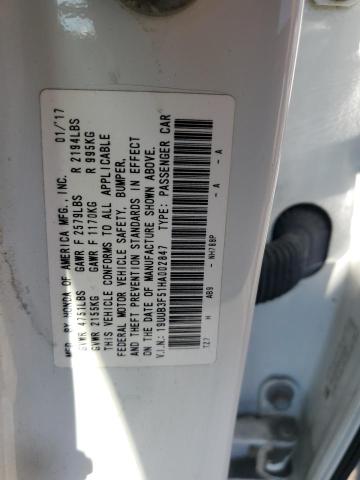 MFD BY HONDA OF AMERICA MFG., INC. 01/'17
GVWR 4751LBS GAWR F 2579LBS R 2194LBS
GVWR 2155KG GAWR F 1170KG R 995KG
THIS VEHICLE CONFORMS TO ALL APPLICABLE
FEDERAL MOTOR VEHICLE SAFETY, BUMPER,
AND THEFT PREVENTION STANDARDS IN EFFECT
ON THE DATE OF MANUFACTURE SHOWN ABOVE.
V.I.N.: 19UUB3F51HA002847 TYPE: PASSENGER CAR
TZ7 H AB9 NH788P - A - A